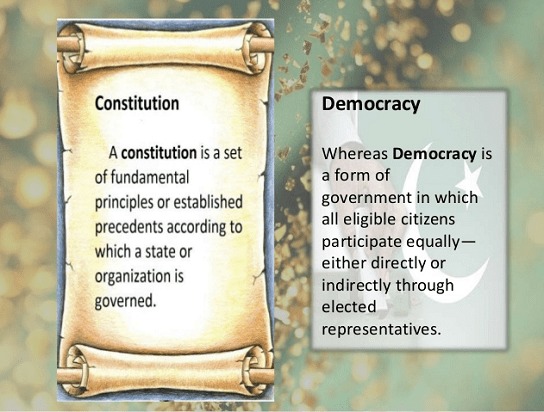 Constitution
A constitution is a set
of fundamental
principles or established
precedents according to
which a state or
organization is
governed.
Democracy
Whereas Democracy is
a form of
government in which
all eligible citizens
participate equally—
either directly or
indirectly through
elected
representatives.